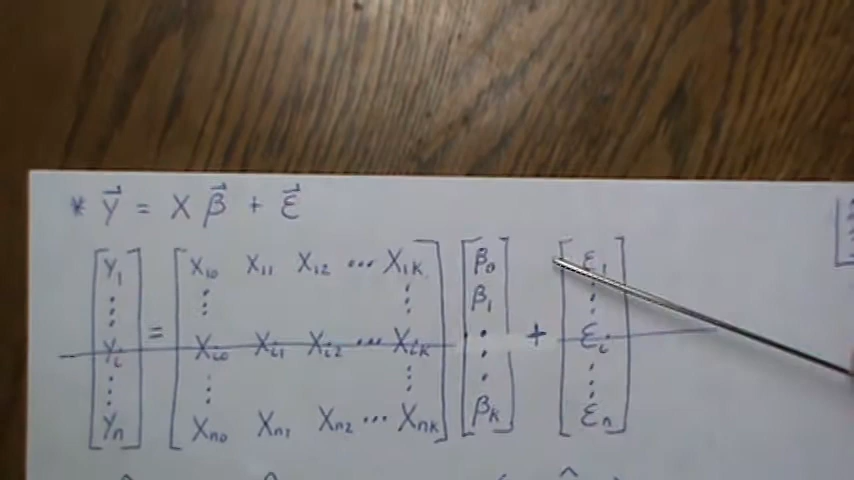 * Y⃗ = X β⃗ + ε⃗
[Y₁ ⋮ Yᵢ ⋮ Yₙ] = [X₁₀ X₁₁ X₁₂ ⋯ X₁ₖ ⋮ ⋮ Xᵢ₀ Xᵢ₁ Xᵢ₂ ⋯ Xᵢₖ ⋮ ⋮ Xₙ₀ Xₙ₁ Xₙ₂ ⋯ Xₙₖ] [β₀ β₁ ⋮ βₖ] + [ε₁ ⋮ εᵢ ⋮ εₙ]